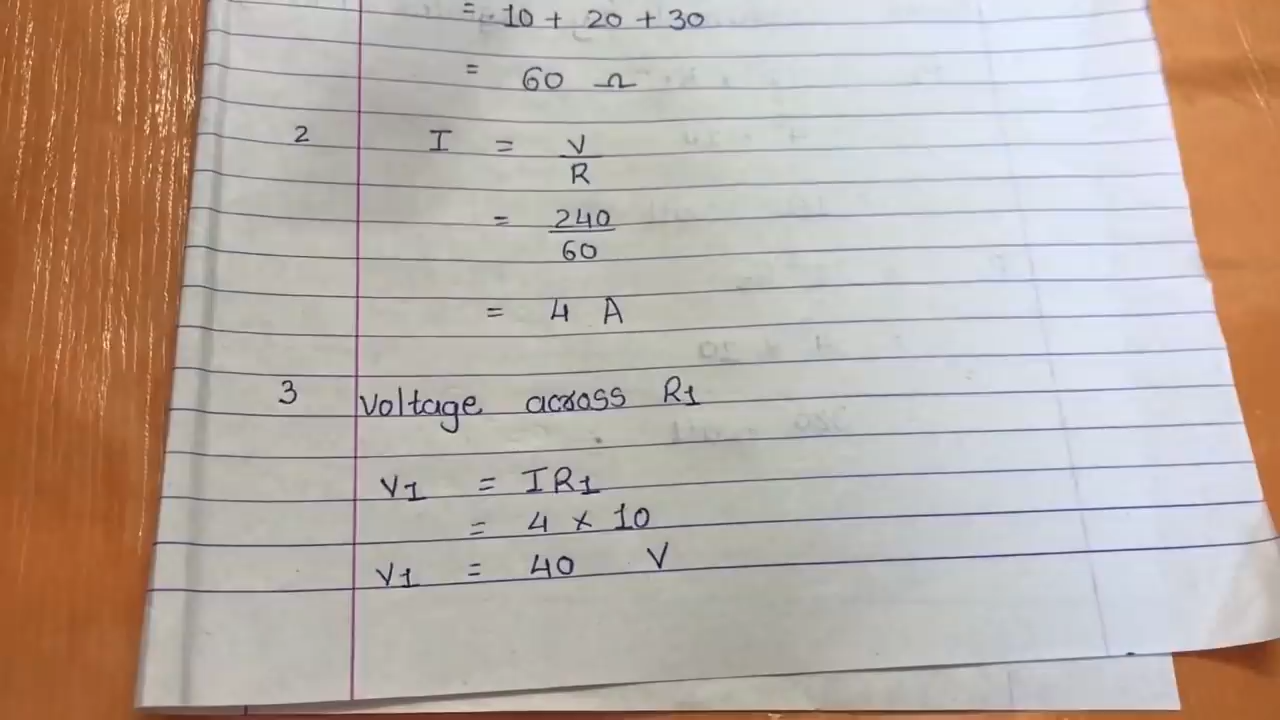 = 10 + 20 + 30
= 60 Ω
2 I = V/R
= 240/60
= 4 A
3 Voltage across R1
V1 = IR1
= 4 × 10
V1 = 40 V